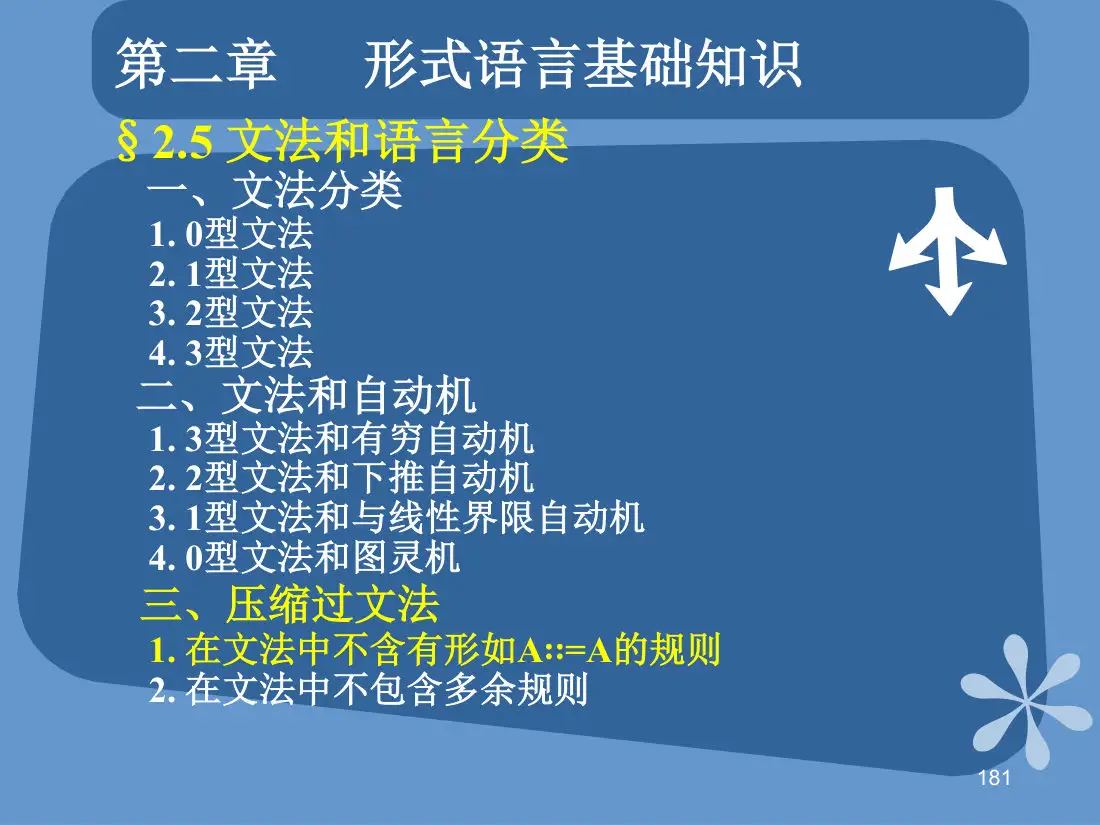 第二章 形式语言基础知识
§2.5 文法和语言分类
一、文法分类
1. 0型文法
2. 1型文法
3. 2型文法
4. 3型文法
二、文法和自动机
1. 3型文法和有穷自动机
2. 2型文法和下推自动机
3. 1型文法和与线性界限自动机
4. 0型文法和图灵机
三、压缩过文法
1. 在文法中不含有形如A::=A的规则
2. 在文法中不包含多余规则
181